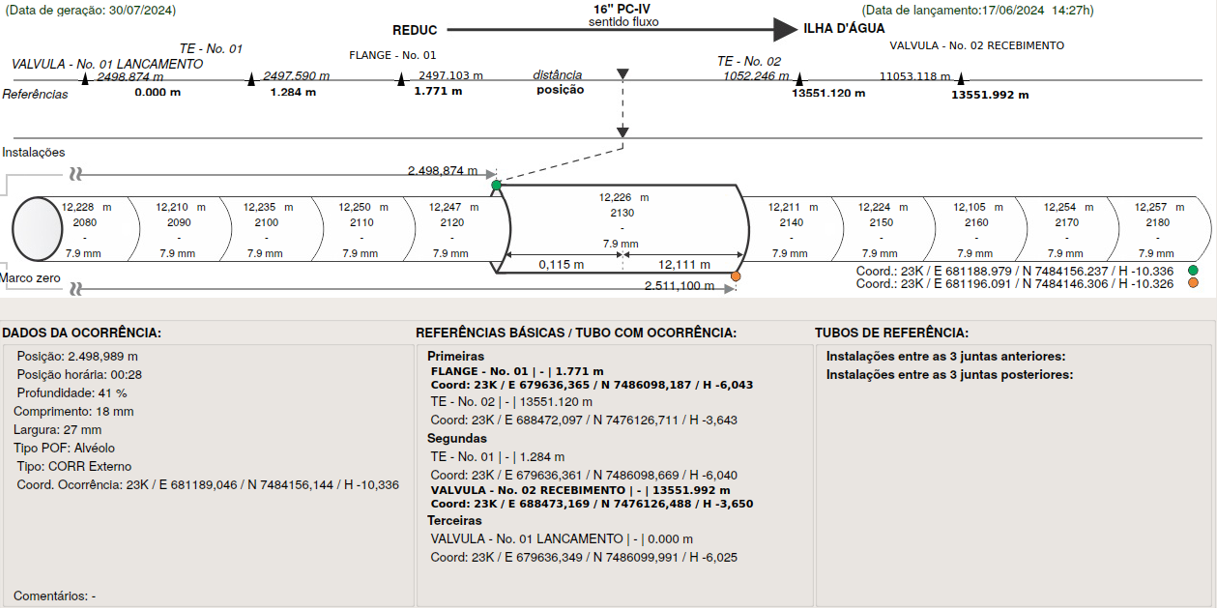 (Data de geração: 30/07/2024)
16" PC-IV
sentido fluxo
(Data de lançamento:17/06/2024 14:27h)
REDUC
ILHA D'ÁGUA
TE - No. 01
FLANGE - No. 01
VALVULA - No. 02 RECEBIMENTO
VALVULA - No. 01 LANCAMENTO
TE - No. 02
2498.874 m
2497.590 m
2497.103 m
distância
1052.246 m
11053.118 m
Referências
0.000 m
1.284 m
1.771 m
posição
13551.120 m
13551.992 m
Instalações
2.498,874 m
12,228 m
12,210 m
12,235 m
12,250 m
12,247 m
12,226 m
12,211 m
12,224 m
12,105 m
12,254 m
12,257 m
2080
2090
2100
2110
2120
2130
2140
2150
2160
2170
2180
-
-
-
-
-
-
-
-
-
-
-
7.9 mm
7.9 mm
7.9 mm
7.9 mm
7.9 mm
7.9 mm
7.9 mm
7.9 mm
7.9 mm
7.9 mm
7.9 mm
0,115 m
12,111 m
Marco zero
2.511,100 m
Coord.: 23K / E 681188.979 / N 7484156.237 / H -10.336
Coord.: 23K / E 681196.091 / N 7484146.306 / H -10.326
DADOS DA OCORRÊNCIA:
Posição: 2.498,989 m
Posição horária: 00:28
Profundidade: 41 %
Comprimento: 18 mm
Largura: 27 mm
Tipo POF: Alvéolo
Tipo: CORR Externo
Coord. Ocorrência: 23K / E 681189,046 / N 7484156,144 / H -10,336
Comentários: -
REFERÊNCIAS BÁSICAS / TUBO COM OCORRÊNCIA:
Primeiras
FLANGE - No. 01 | - | 1.771 m
Coord: 23K / E 679636,365 / N 7486098,187 / H -6,043
TE - No. 02 | - | 13551.120 m
Coord: 23K / E 688472,097 / N 7476126,711 / H -3,643
Segundas
TE - No. 01 | - | 1.284 m
Coord: 23K / E 679636,361 / N 7486098,669 / H -6,040
VALVULA - No. 02 RECEBIMENTO | - | 13551.992 m
Coord: 23K / E 688473,169 / N 7476126,488 / H -3,650
Terceiras
VALVULA - No. 01 LANCAMENTO | - | 0.000 m
Coord: 23K / E 679636,349 / N 7486099,991 / H -6,025
TUBOS DE REFERÊNCIA:
Instalações entre as 3 juntas anteriores:
Instalações entre as 3 juntas posteriores: